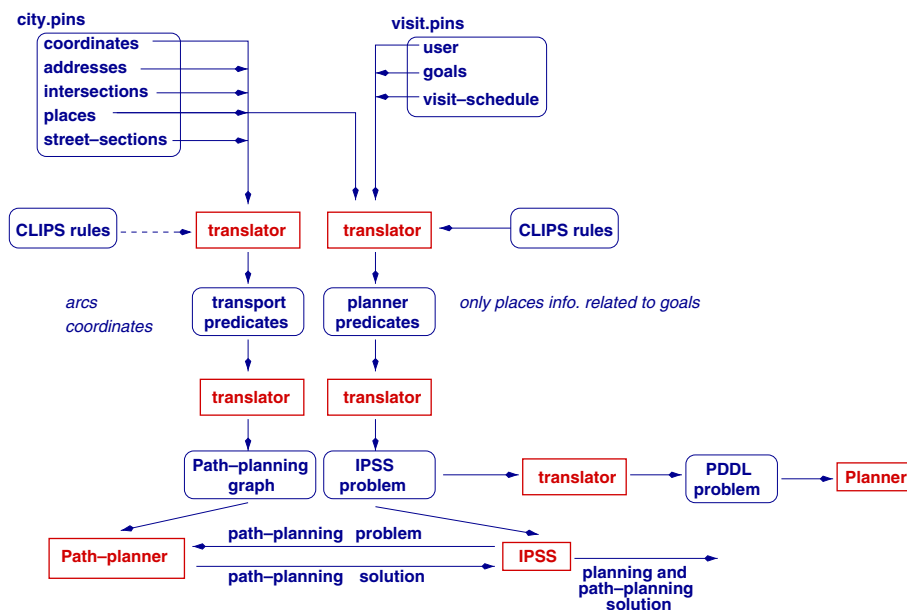 city.pins
visit.pins
coordinates
addresses
intersections
places
street–sections
user
goals
visit–schedule
CLIPS rules
translator
translator
CLIPS rules
arcs
coordinates
transport
predicates
planner
predicates
only places info. related to goals
translator
translator
Path–planning
graph
IPSS
problem
translator
PDDL
problem
Planner
Path–planner
path–planning problem
path–planning solution
IPSS
planning and
path–planning
solution